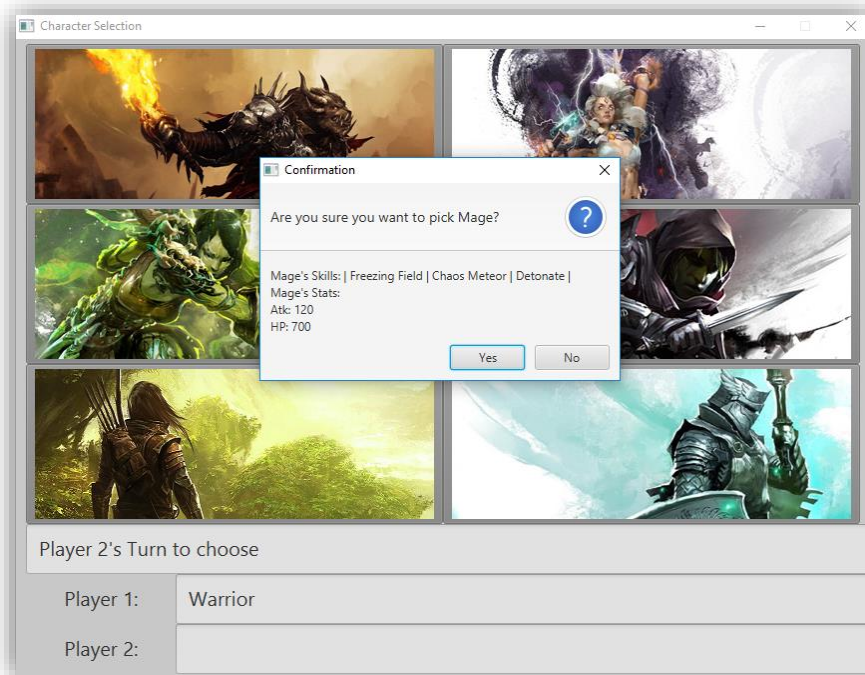 Character Selection
Confirmation
Are you sure you want to pick Mage?
?
Mage's Skills: | Freezing Field | Chaos Meteor | Detonate |
Mage's Stats:
Atk: 120
HP: 700
Yes
No
Player 2's Turn to choose
Player 1:
Warrior
Player 2: